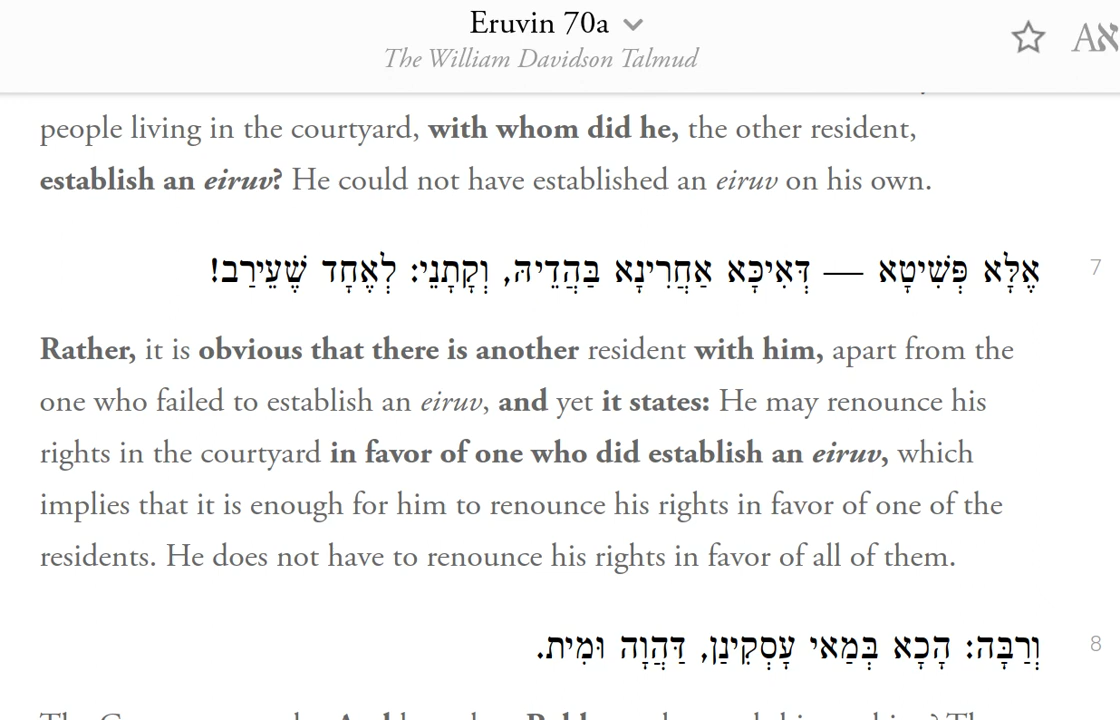 Eruvin 70a
The William Davidson Talmud
people living in the courtyard, with whom did he, the other resident,
establish an eiruv? He could not have established an eiruv on his own.
אֶלָּא פְּשִׁיטָא — דְּאִיכָּא אַחֲרִינָא בַּהֲדֵיהּ, וְקָתָנֵי: לְאֶחָד שֶׁעֵירַב!
7
Rather, it is obvious that there is another resident with him, apart from the
one who failed to establish an eiruv, and yet it states: He may renounce his
rights in the courtyard in favor of one who did establish an eiruv, which
implies that it is enough for him to renounce his rights in favor of one of the
residents. He does not have to renounce his rights in favor of all of them.
וְרַבָּה: הָכָא בְּמַאי עָסְקִינַן, דַּהֲוָה וּמִית.
8